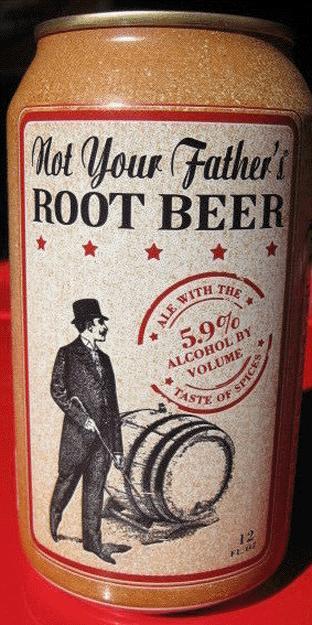 Not Your Father's
ROOT BEER
ALE WITH THE
5.9%
ALCOHOL BY
VOLUME
TASTE OF SPICES
12
FL. OZ